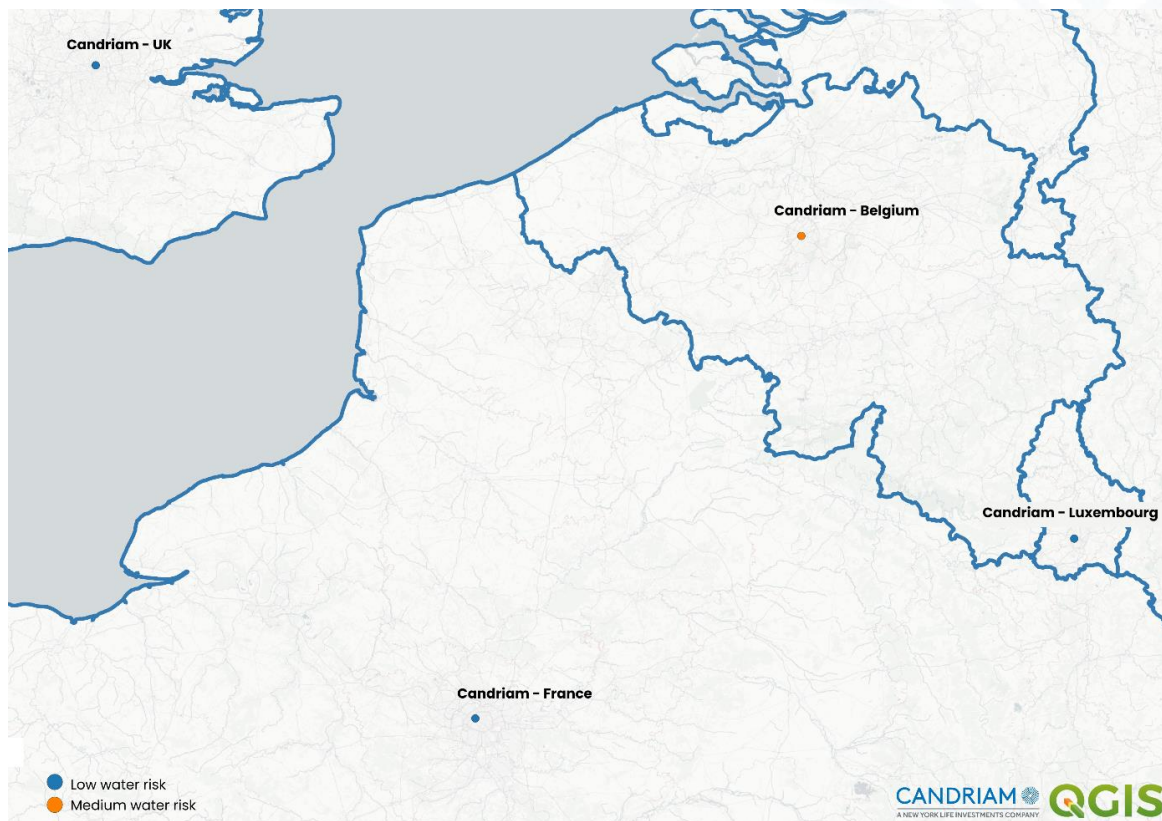 Candriam - UK
Candriam - Belgium
Candriam - Luxembourg
Candriam - France
Low water risk
Medium water risk
CANDRIAM
A NEW YORK LIFE INVESTMENTS COMPANY
QGIS